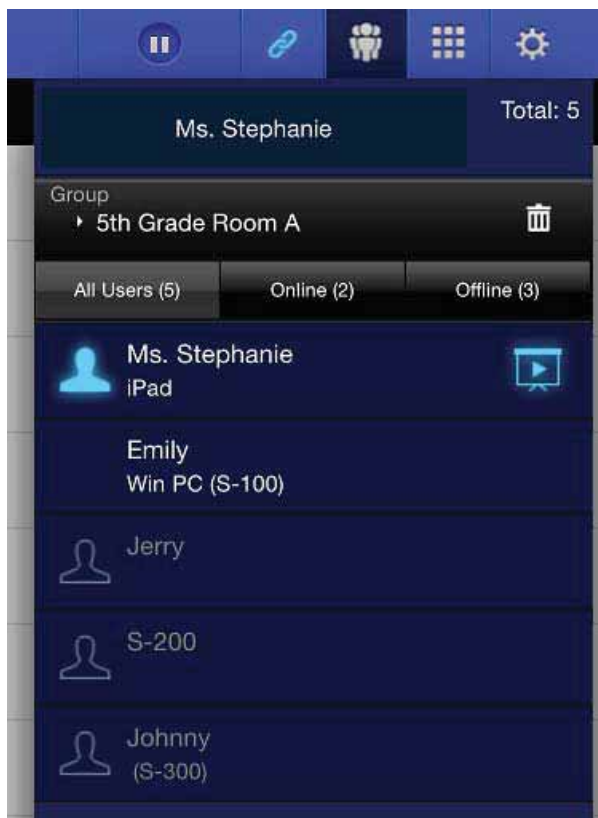 Ms. Stephanie
Total: 5
Group
5th Grade Room A
All Users (5)
Online (2)
Offline (3)
Ms. Stephanie
iPad
Emily
Win PC (S-100)
Jerry
S-200
Johnny
(S-300)